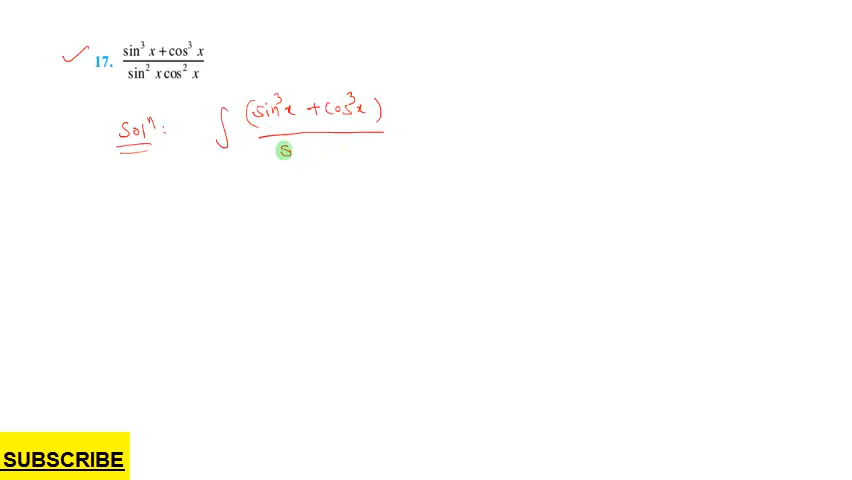 17. sin³ x + cos³ x
sin² x cos² x
Solⁿ : ∫ (sin³x + cos³x)
s
SUBSCRIBE